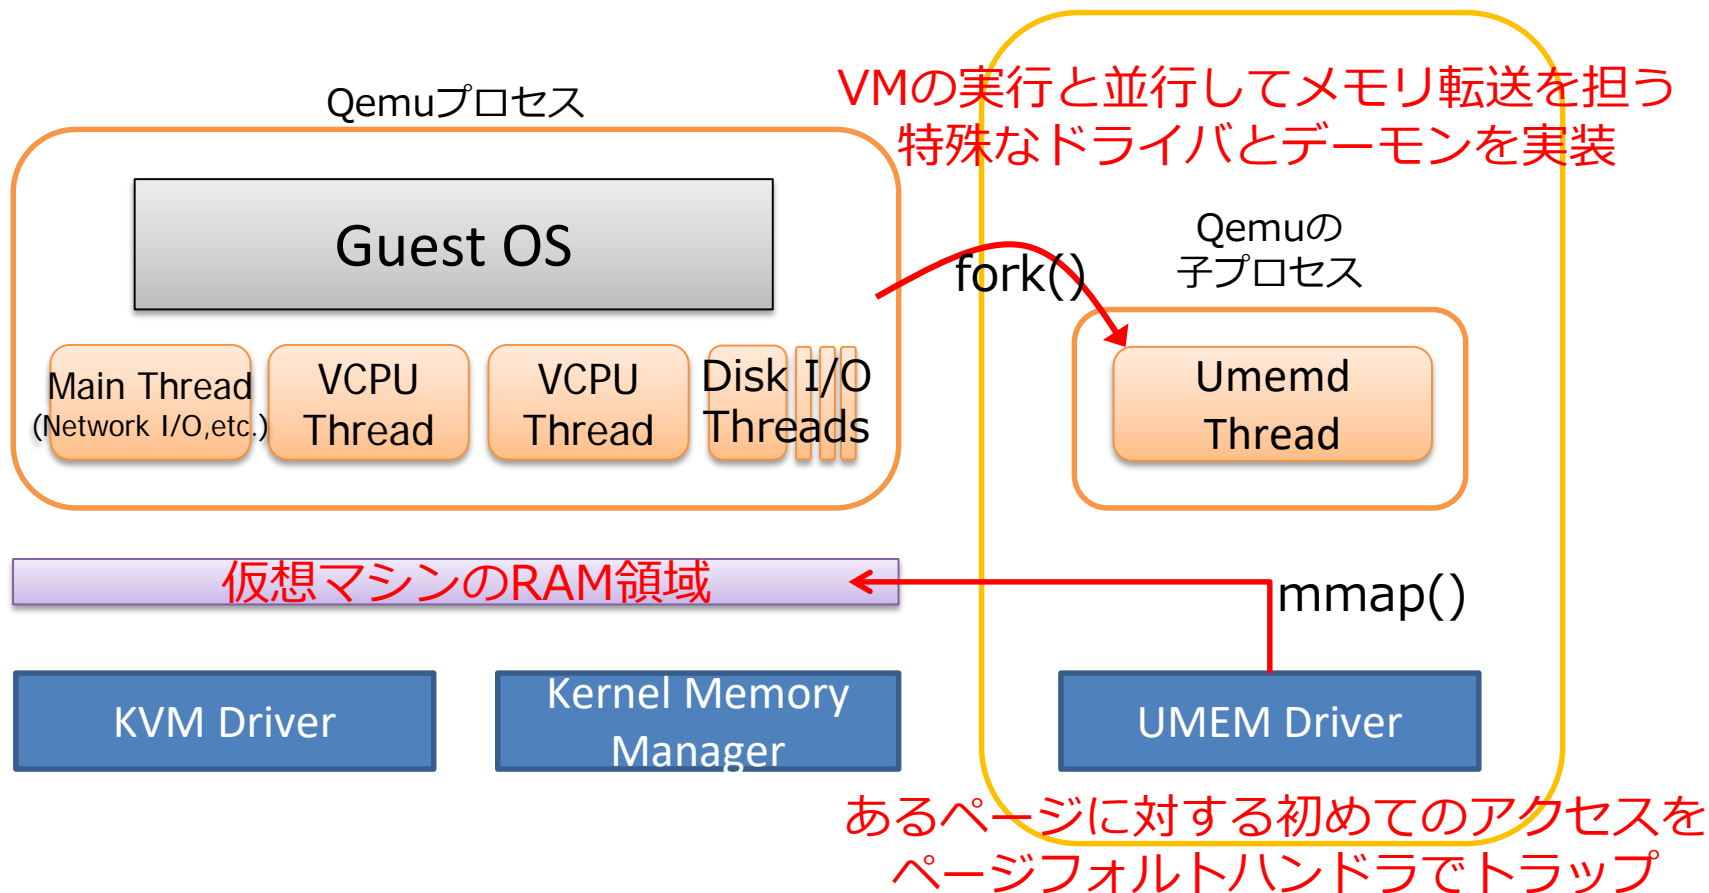 Qemuプロセス
VMの実行と並行してメモリ転送を担う
特殊なドライバとデーモンを実装
Guest OS
fork()
Qemuの
子プロセス
Main Thread
(Network I/O,etc.)
VCPU
Thread
VCPU
Thread
Disk I/O
Threads
Umemd
Thread
仮想マシンのRAM領域
mmap()
KVM Driver
Kernel Memory
Manager
UMEM Driver
あるページに対する初めてのアクセスを
ページフォルトハンドラでトラップ